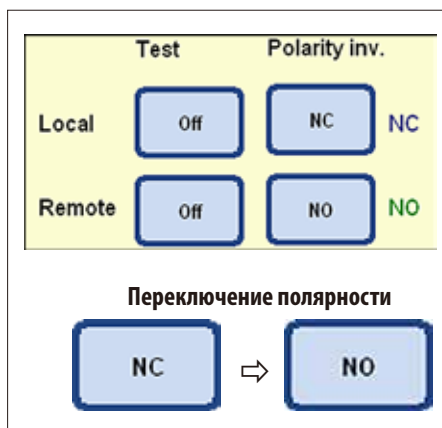 Test Polarity inv.
Local Off NC NC
Remote Off NO NO
Переключение полярности
NC ⇨ NO